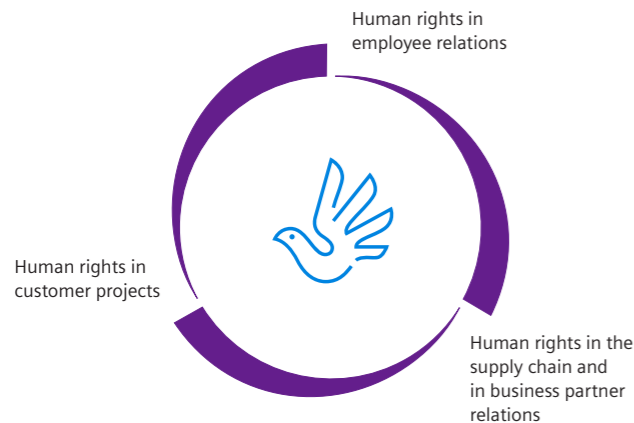 Human rights in
employee relations
Human rights in
customer projects
Human rights in the
supply chain and
in business partner
relations